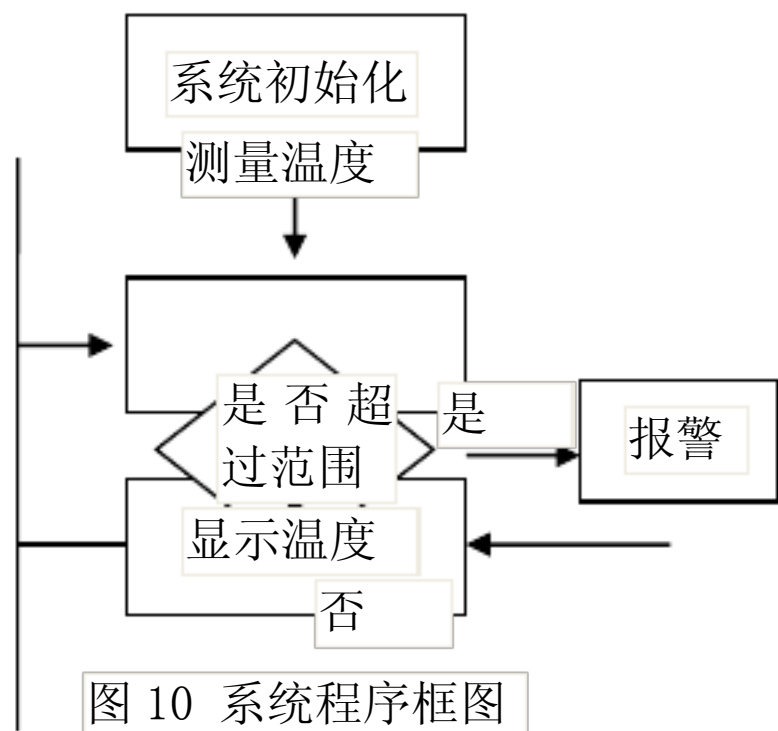 系统初始化
测量温度
是否超
过范围
是
报警
显示温度
否
图 10 系统程序框图